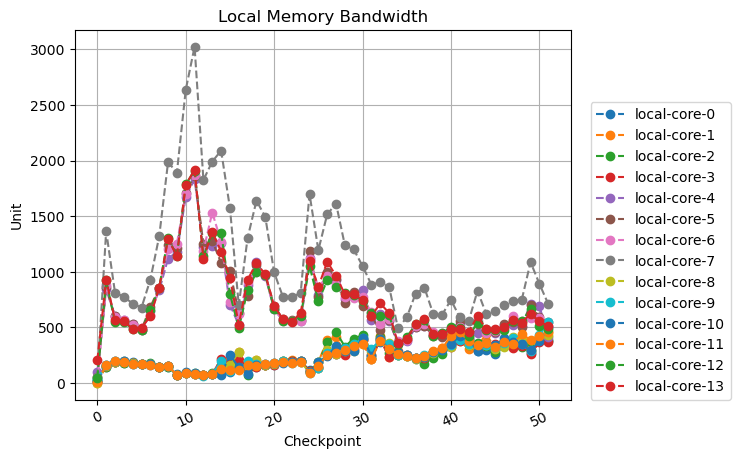 Local Memory Bandwidth
Unit
3000
2500
2000
1500
1000
500
0
0 10 20 30 40 50
Checkpoint
local-core-0
local-core-1
local-core-2
local-core-3
local-core-4
local-core-5
local-core-6
local-core-7
local-core-8
local-core-9
local-core-10
local-core-11
local-core-12
local-core-13